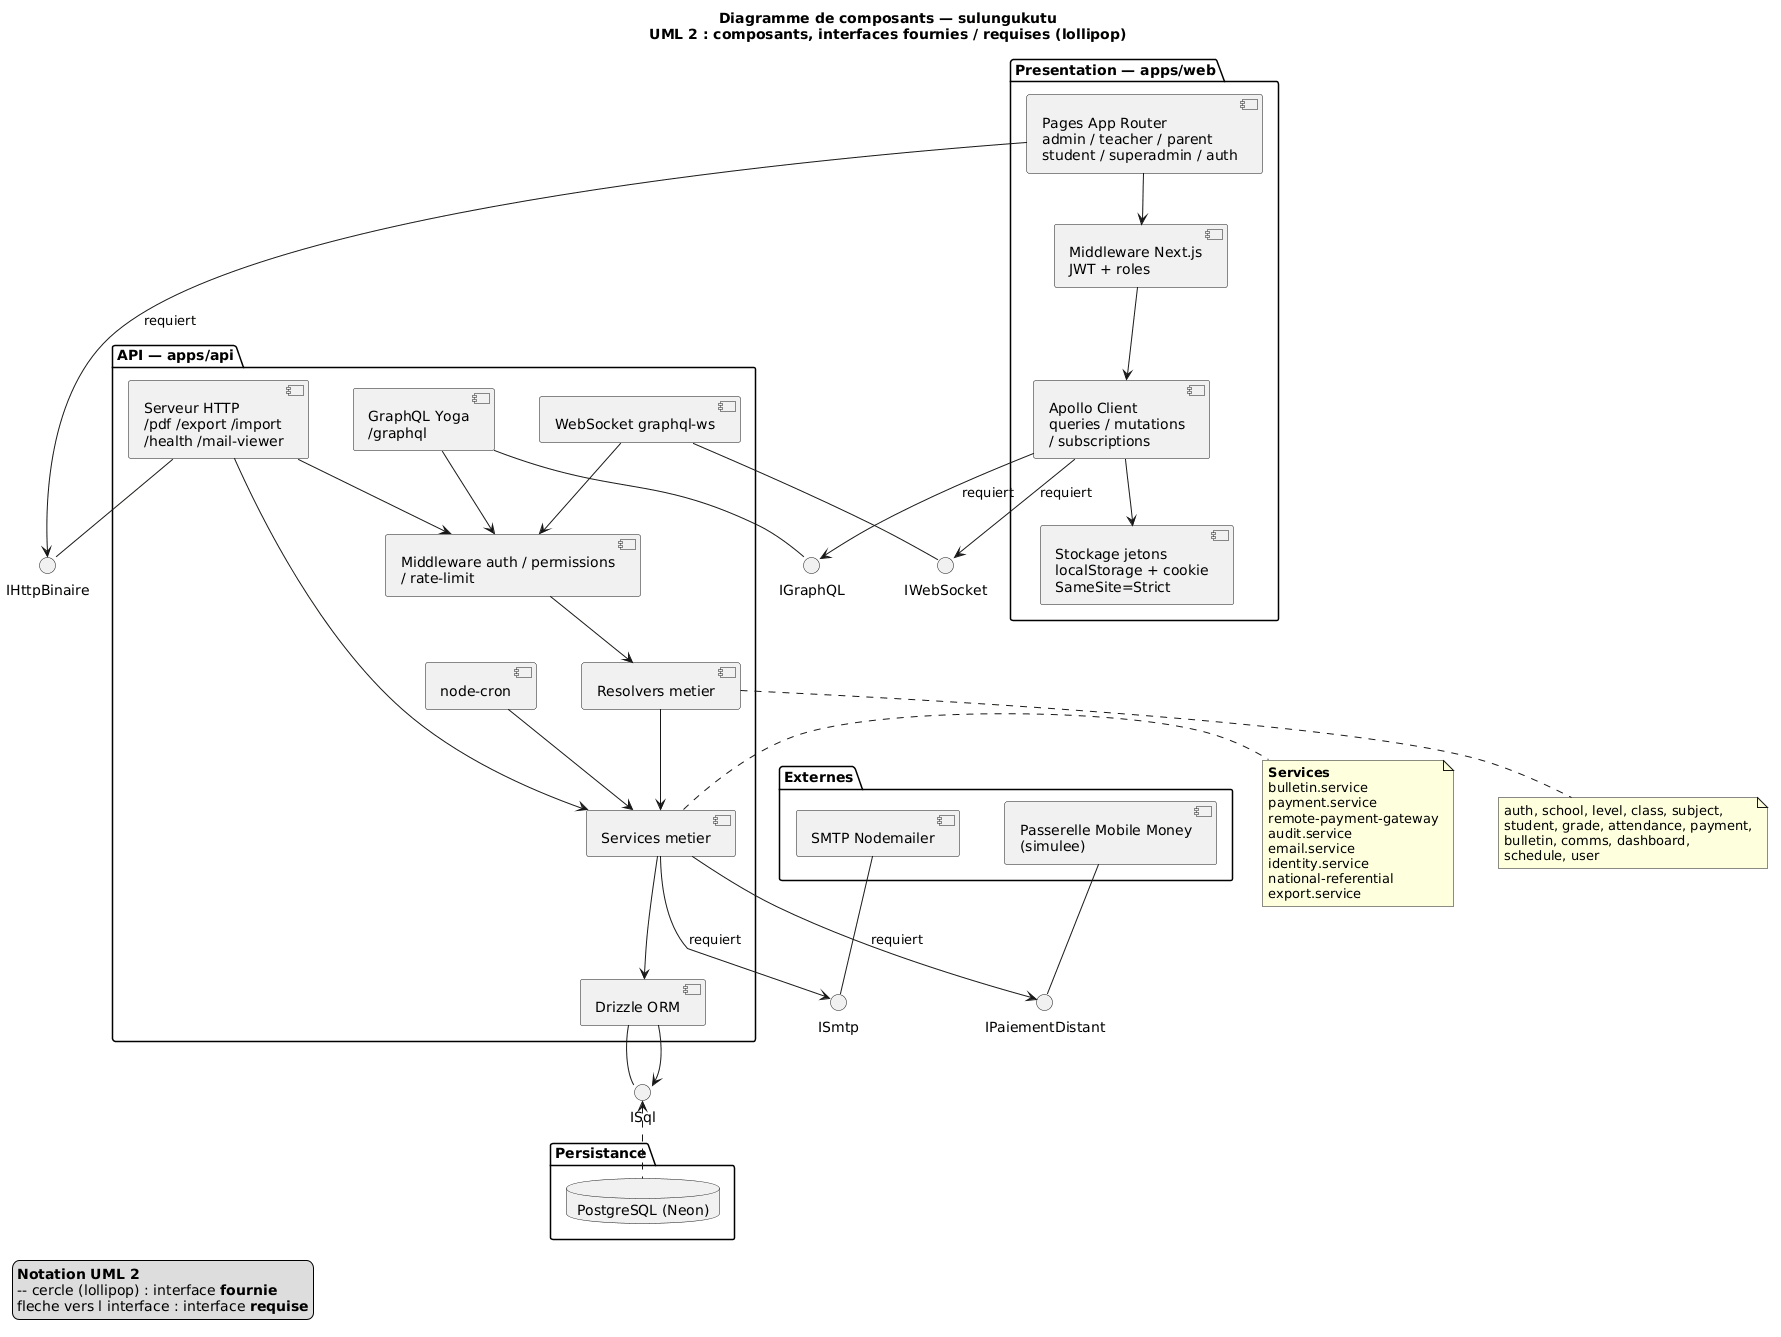 Diagramme de composants — sulungukutu
UML 2 : composants, interfaces fournies / requises (lollipop)
Presentation — apps/web
Pages App Router
admin / teacher / parent
student / superadmin / auth
Middleware Next.js
JWT + roles
requiert
API — apps/api
Serveur HTTP
/pdf /export /import
/health /mail-viewer
GraphQL Yoga
/graphql
WebSocket graphql-ws
Apollo Client
queries / mutations
/ subscriptions
requiert
requiert
Middleware auth / permissions
/ rate-limit
Stockage jetons
localStorage + cookie
SameSite=Strict
IHttpBinaire
IGraphQL
IWebSocket
node-cron
Resolvers metier
Externes
Services metier
SMTP Nodemailer
Passerelle Mobile Money
(simulee)
Services
bulletin.service
payment.service
remote-payment-gateway
audit.service
email.service
identity.service
national-referential
export.service
auth, school, level, class, subject,
student, grade, attendance, payment,
bulletin, comms, dashboard,
schedule, user
requiert
requiert
Drizzle ORM
ISmtp
IPaiementDistant
ISql
Persistance
PostgreSQL (Neon)
Notation UML 2
-- cercle (lollipop) : interface fournie
fleche vers l interface : interface requise